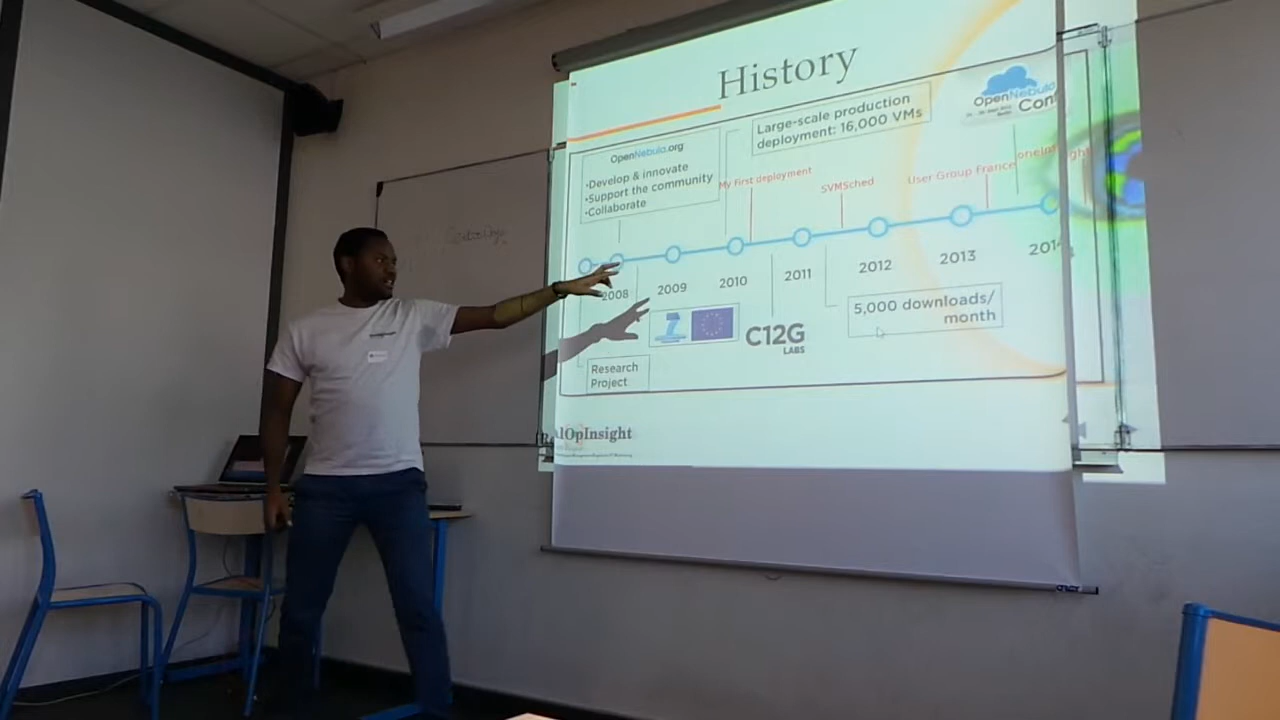 History
OpenNebula
Con
OpenNebula.org
•Develop & innovate
•Support the community
•Collaborate
Large-scale production
deployment: 16,000 VMs
My first deployment
SVMSched
User Group France
2008
2009
2010
2011
2012
2013
2014
C12G
LABS
5,000 downloads/
month
Research
Project
OpInsight